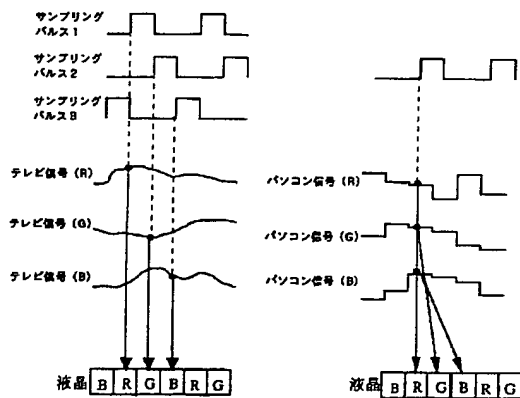 サンプリング
パルス1
サンプリング
パルス2
サンプリング
パルス3
テレビ信号(R)
テレビ信号(G)
テレビ信号(B)
液晶 B R G B R G
パソコン信号(R)
パソコン信号(G)
パソコン信号(B)
液晶 B R G B R G